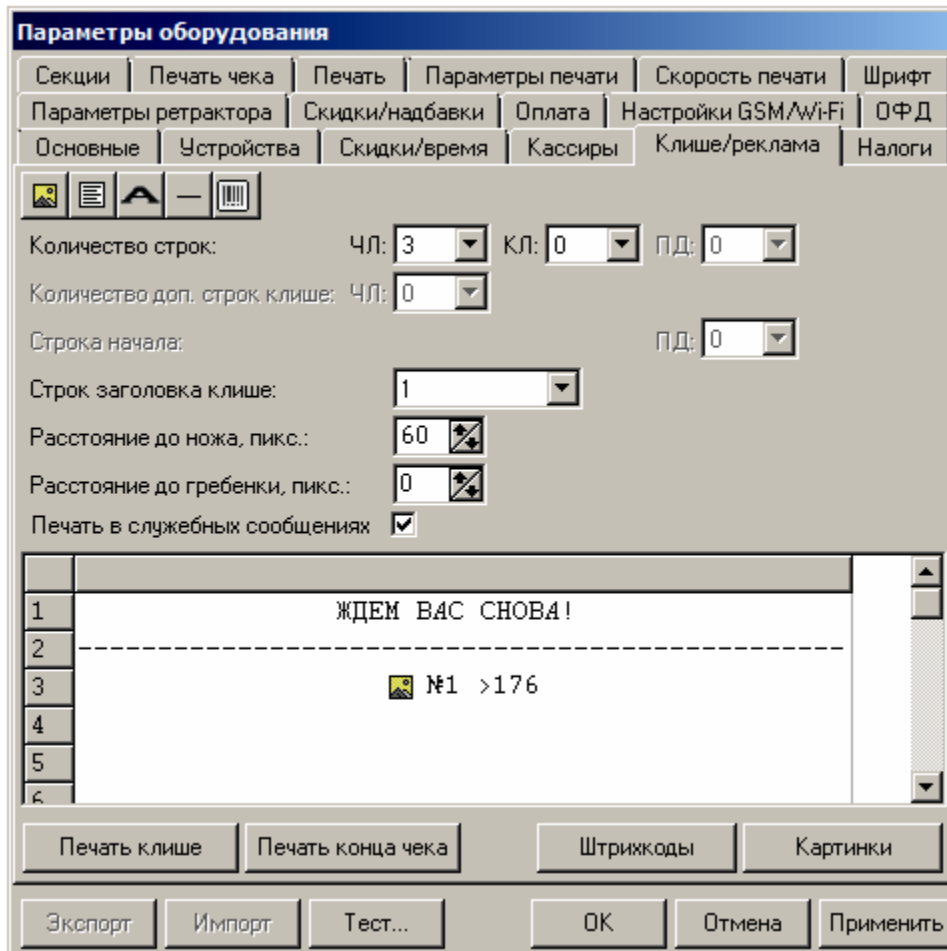 Параметры оборудования
Секции Печать чека Печать Параметры печати Скорость печати Шрифт
Параметры ретрактора Скидки/надбавки Оплата Настройки GSM/Wi-Fi ОФД
Основные Устройства Скидки/время Кассиры Клише/реклама Налоги
Количество строк: ЧЛ: 3 КЛ: 0 ПД: 0
Количество доп. строк клише: ЧЛ: 0
Строка начала: ПД: 0
Строк заголовка клише: 1
Расстояние до ножа, пикс.: 60
Расстояние до гребенки, пикс.: 0
Печать в служебных сообщениях
1 ЖДЕМ ВАС СНОВА!
2 -------------------------------------------------
3 №1 >176
4
5
6
Печать клише Печать конца чека Штрихкоды Картинки
Экспорт Импорт Тест... OK Отмена Применить